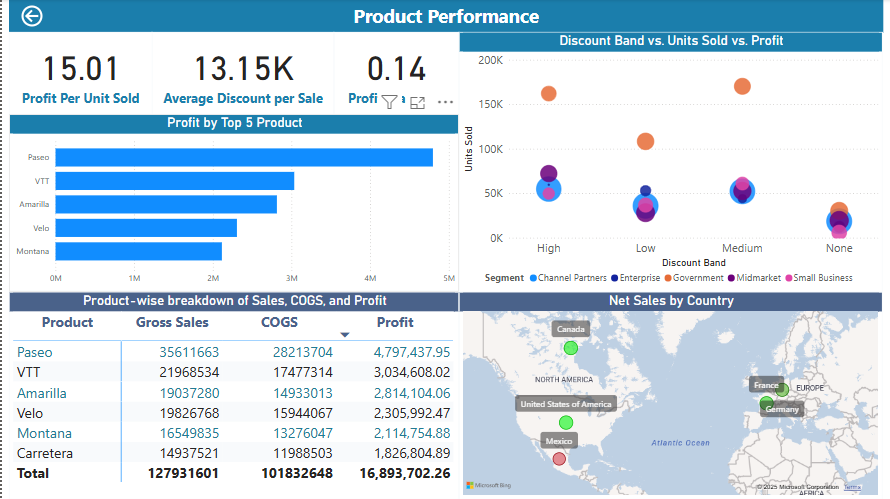 Product Performance
15.01
Profit Per Unit Sold
13.15K
Average Discount per Sale
0.14
Profi
Profit by Top 5 Product
Paseo
VTT
Amarilla
Velo
Montana
0M 1M 2M 3M 4M 5M
Discount Band vs. Units Sold vs. Profit
Units Sold
200K
150K
100K
50K
0K
High Low Medium None
Discount Band
Segment Channel Partners Enterprise Government Midmarket Small Business
Product-wise breakdown of Sales, COGS, and Profit
Product Gross Sales COGS Profit
Paseo 35611663 28213704 4,797,437.95
VTT 21968534 17477314 3,034,608.02
Amarilla 19037280 14933013 2,814,104.06
Velo 19826768 15944067 2,305,992.47
Montana 16549835 13276047 2,114,754.88
Carretera 14937521 11988503 1,826,804.89
Total 127931601 101832648 16,893,702.26
Net Sales by Country
Canada
NORTH AMERICA
United States of America
Mexico
France
EUROPE
Germany
Atlantic Ocean
Microsoft Bing
© 2025 Microsoft Corporation Terms
AFRICA